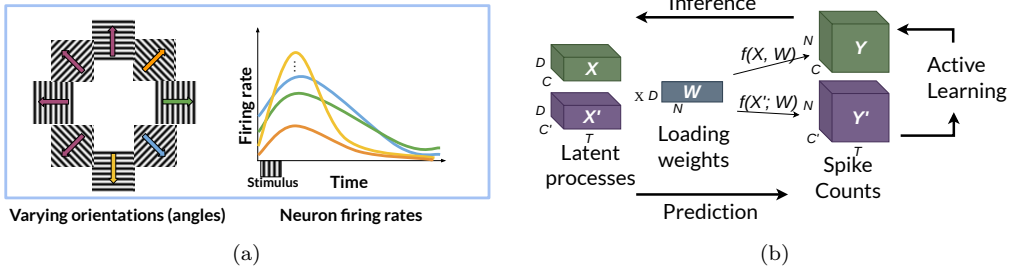 (a)
Firing rate
Stimulus
Time
Varying orientations (angles)
Neuron firing rates
(b)
Inference
D
C
X
D
C'
X'
T
Latent
processes
X D
W
N
Loading
weights
f(X, W)
f(X'; W)
N
C
Y
N
C'
Y'
T
Spike
Counts
Active
Learning
Prediction